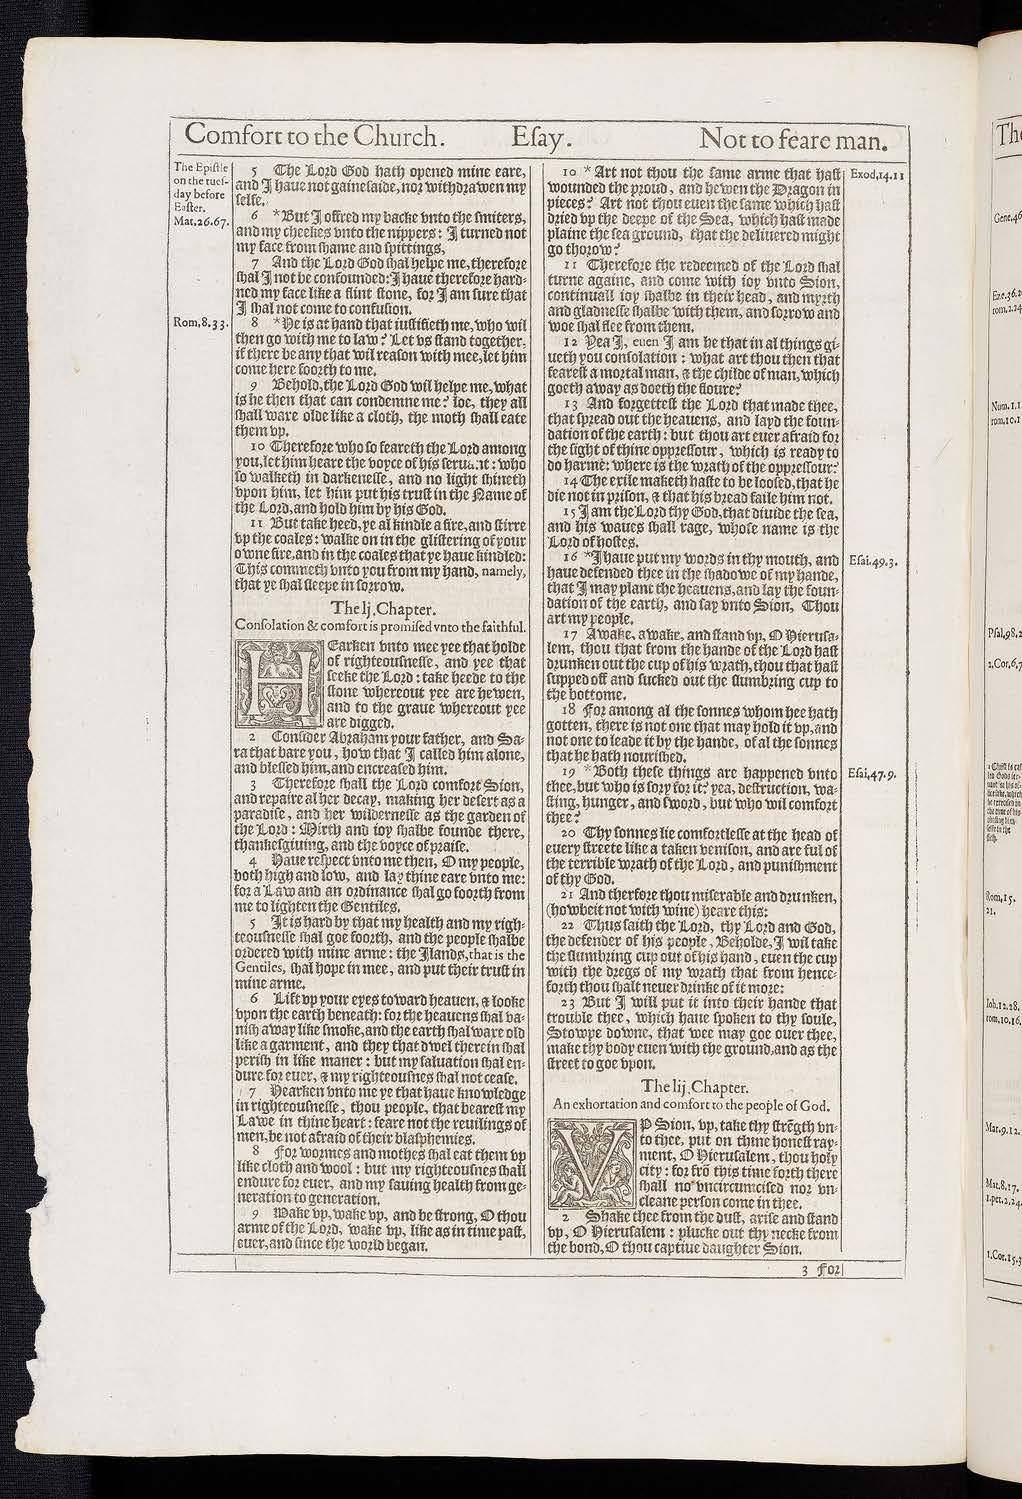 Comfort to the Church. Eſay. Not to feare man.
The Epiſtle
on the tueſ-
day before
Eaſter.
Mat.26.67.
Rom,8.33.
5 The Lord God hath opened mine eare,
and I haue not gaineſaide, nor withdrawen my
ſelfe.
6 *But I offred my backe vnto the ſmiters,
and my cheekes vnto the nippers: I turned not
my face from ſhame and ſpittings,
7 And the Lord God ſhal helpe me, therefore
ſhal I not be confounded: I haue therefore hard-
ned my face like a flint ſtone, for I am ſure that
I ſhal not come to confuſion.
8 *He is at hand that iuſtifieth me, who wil
then go with me to law? Let vs ſtand together,
if there be any that wil reaſon with mee, let him
come here foorth to me.
9 Behold, the Lord God wil helpe me, what
is he then that can condemne me? loe, they all
ſhall ware olde like a cloth, the moth ſhall eate
them vp.
10 Therefore who ſo feareth the Lord among
you, let him heare the voyce of his ſeruant: who
ſo walketh in darkeneſſe, and no light ſhineth
vpon him, let him put his truſt in the Name of
the Lord, and hold him by his God.
11 But take heed, ye al kindle a fire, and ſtirre
vp the coales: walke on in the gliſtering of your
owne fire, and in the coales that ye haue kindled:
This commeth vnto you from my hand, namely,
that ye ſhal ſleepe in ſorrow.
The lj, Chapter.
Conſolation & comfort is promiſed vnto the faithful.
HEarken vnto mee yee that holde
of righteouſneſſe, and yee that
ſeeke the Lord: take heede to the
ſtone whereout yee are hewen,
and to the graue whereout yee
are digged.
2 Conſider Abraham your father, and Sa-
ra that bare you, how that I called him alone,
and bleſſed him, and encreaſed him.
3 Therefore ſhall the Lord comfort Sion,
and repaire al her decay, making her deſert as a
paradiſe, and her wilderneſſe as the garden of
the Lord: Mirth and ioy ſhalbe founde there,
thankeſgiuing, and the voyce of praiſe.
4 Haue reſpect vnto me then, O my people,
both high and low, and lay thine eare vnto me:
for a Law and an ordinance ſhal go foorth from
me to lighten the Gentiles.
5 It is hard by that my health and my righ-
teouſneſſe ſhal goe foorth, and the people ſhalbe
ordered with mine arme: the Ilands, that is the
Gentiles, ſhal hope in mee, and put their truſt in
mine arme.
6 Lift vp your eyes toward heauen, & looke
vpon the earth beneath: for the heauens ſhal va-
niſh away like ſmoke, and the earth ſhal ware old
like a garment, and they that dwel therein ſhal
periſh in like maner: but my ſaluation ſhal en-
dure for euer, & my righteouſnes ſhal not ceaſe.
7 Hearken vnto me ye that haue knowledge
in righteouſneſſe, thou people, that beareſt my
Lawe in thine heart: feare not the reuilings of
men, be not afraid of their blaſphemies.
8 For wormes and mothes ſhal eat them vp
like cloth and wool: but my righteouſnes ſhall
endure for euer, and my ſauing health from ge-
neration to generation.
9 Wake vp, wake vp, and be ſtrong, O thou
arme of the Lord, wake vp, like as in time paſt,
euer, and ſince the world began.
10 *Art not thou the ſame arme that haſt
wounded the proud, and hewen the Dragon in
pieces? Art not thou euen the ſame which haſt
dried vp the deepe of the Sea, which haſt made
plaine the ſea ground, that the deliuered might
go thorow?
11 Therefore the redeemed of the Lord ſhal
turne againe, and come with ioy vnto Sion,
continuall ioy ſhalbe in their head, and myrth
and gladneſſe ſhalbe with them, and ſorrow and
woe ſhal flee from them.
12 Yea I, euen I am he that in al things gi-
ueth you conſolation: what art thou then that
feareſt a mortal man, & the childe of man, which
goeth away as doeth the floure?
13 And forgetteſt the Lord that made thee,
that ſpread out the heauens, and layd the foun-
dation of the earth: but thou art euer afraid for
the ſight of thine oppreſſour, which is ready to
do harme: where is the wrath of the oppreſſour?
14 The exile maketh haſte to be looſed, that he
die not in priſon, & that his bread faile him not.
15 I am the Lord thy God, that diuide the ſea,
and his waues ſhall rage, whoſe name is the
Lord of hoſtes.
16 *I haue put my words in thy mouth, and
haue defended thee in the ſhadowe of my hande,
that I may plant the heauens, and lay the foun-
dation of the earth, and ſay vnto Sion, Thou
art my people.
17 Awake, awake, and ſtand vp, O Hieruſa-
lem, thou that from the hande of the Lord haſt
drunken out the cup of his wrath, thou that haſt
ſupped off and ſucked out the ſlumbring cup to
the bottome.
18 For among al the ſonnes whom hee hath
gotten, there is not one that may hold it vp, and
not one to leade it by the hande, of al the ſonnes
that he hath nouriſhed.
19 *Both theſe things are happened vnto
thee, but who is ſory for it? yea, deſtruction, wa-
ſting, hunger, and ſword, but who wil comfort
thee?
20 Thy ſonnes lie comfortleſſe at the head of
euery ſtreete like a taken veniſon, and are ful of
the terrible wrath of the Lord, and puniſhment
of thy God.
21 And therfore thou miſerable and drunken,
(howbeit not with wine) heare this:
22 Thus ſaith the Lord, thy Lord and God,
the defender of his people, Beholde, I wil take
the ſlumbring cup out of his hand, euen the cup
with the dregs of my wrath that from hence-
forth thou ſhalt neuer drinke of it more:
23 But I will put it into their hande that
trouble thee, which haue ſpoken to thy ſoule,
Stowpe downe, that wee may goe ouer thee,
make thy body euen with the ground, and as the
ſtreet to goe vpon.
The lij, Chapter.
An exhortation and comfort to the people of God.
VP Sion, vp, take thy ſtrẽgth vn-
to thee, put on thine honeſt ray-
ment, O Hieruſalem, thou holy
city: for frõ this time forth there
ſhall no vncircumciſed nor vn-
cleane perſon come in thee.
2 Shake thee from the duſt, ariſe and ſtand
vp, O Hieruſalem: plucke out thy necke from
the bond, O thou captiue daughter Sion.
3 For
Exod,14.11
Eſai.49.3.
Eſai,47.9.
The
Gene,46
Eze.36.2
rom,2.24
Num.1.1
rom,10.1
Pſal,98.2
2.Cor,6,7
Rom,15.
21.
Ioh,12.28.
rom,10,16.
Mar,9.12.
Mat.8.17.
1.pet,2,24.
1.Cor.15.3